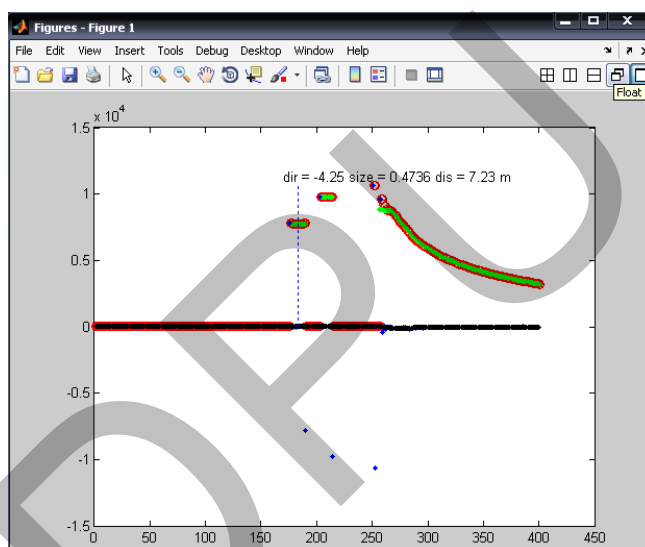 Figures - Figure 1
File Edit View Insert Tools Debug Desktop Window Help
Float
x 10^4
dir = -4.25 size = 0.4736 dis = 7.23 m
1.5
1
0.5
0
-0.5
-1
-1.5
0 50 100 150 200 250 300 350 400 450
PU